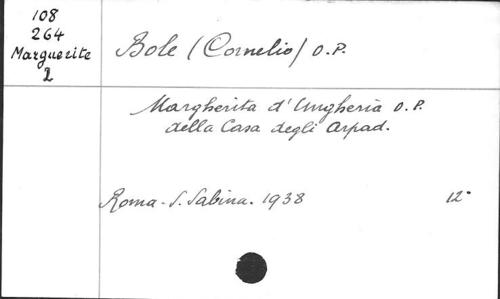 108
264
Marguerite
2
Bole (Cornelio) O.P.
Margherita d'Ungheria O.P.
della Casa degli Arpad.
Roma - S. Sabina. 1938 12°